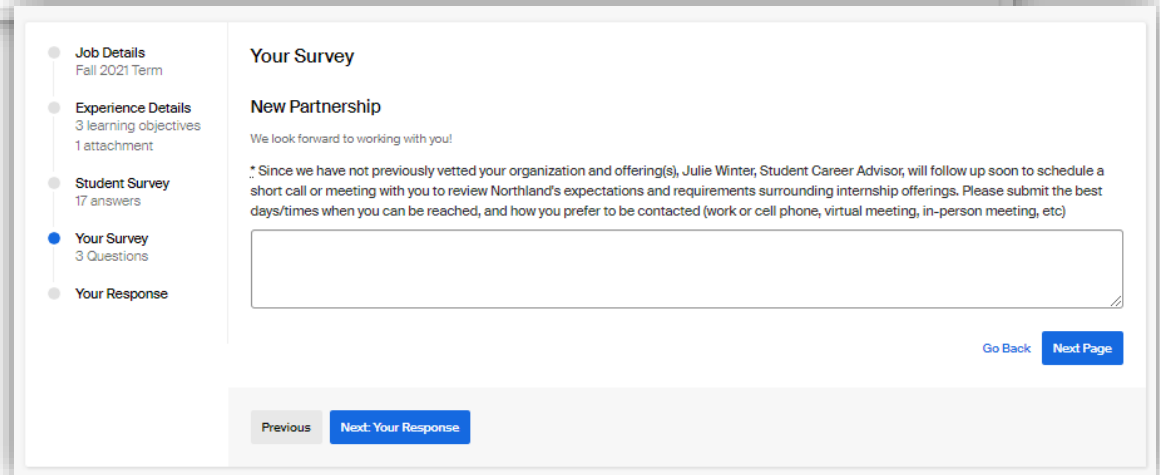 Job Details
Fall 2021 Term
Experience Details
3 learning objectives
1 attachment
Student Survey
17 answers
Your Survey
3 Questions
Your Response
Your Survey
New Partnership
We look forward to working with you!
* Since we have not previously vetted your organization and offering(s), Julie Winter, Student Career Advisor, will follow up soon to schedule a
short call or meeting with you to review Northland's expectations and requirements surrounding internship offerings. Please submit the best
days/times when you can be reached, and how you prefer to be contacted (work or cell phone, virtual meeting, in-person meeting, etc)
Go Back Next Page
Previous Next: Your Response